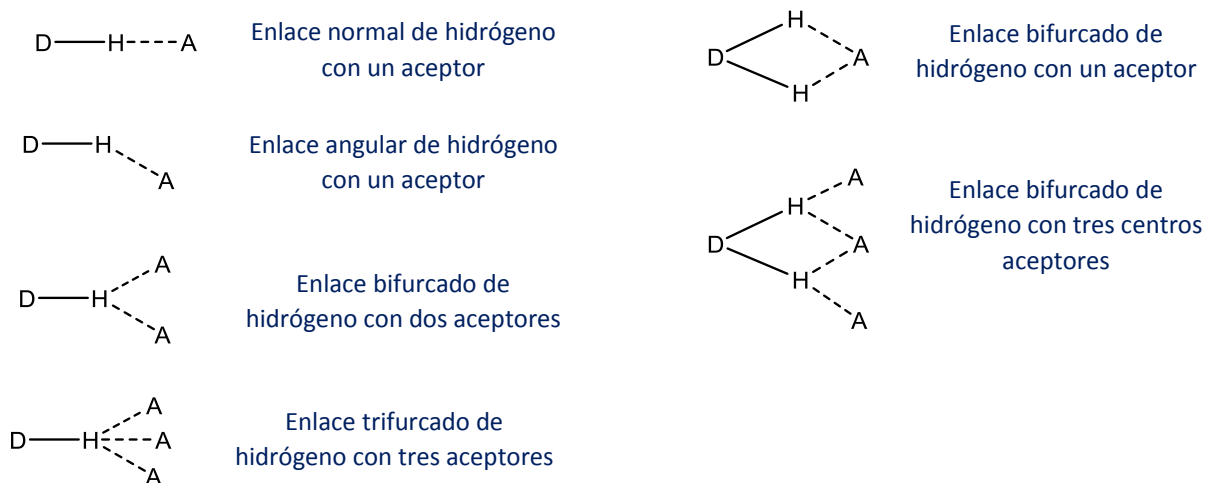 D H A
Enlace normal de hidrógeno
con un aceptor
D H
A
Enlace angular de hidrógeno
con un aceptor
D H
A
A
Enlace bifurcado de
hidrógeno con dos aceptores
D H
A
A
A
Enlace trifurcado de
hidrógeno con tres aceptores
H
D A
H
Enlace bifurcado de
hidrógeno con un aceptor
A
H
D A
H
A
Enlace bifurcado de
hidrógeno con tres centros
aceptores